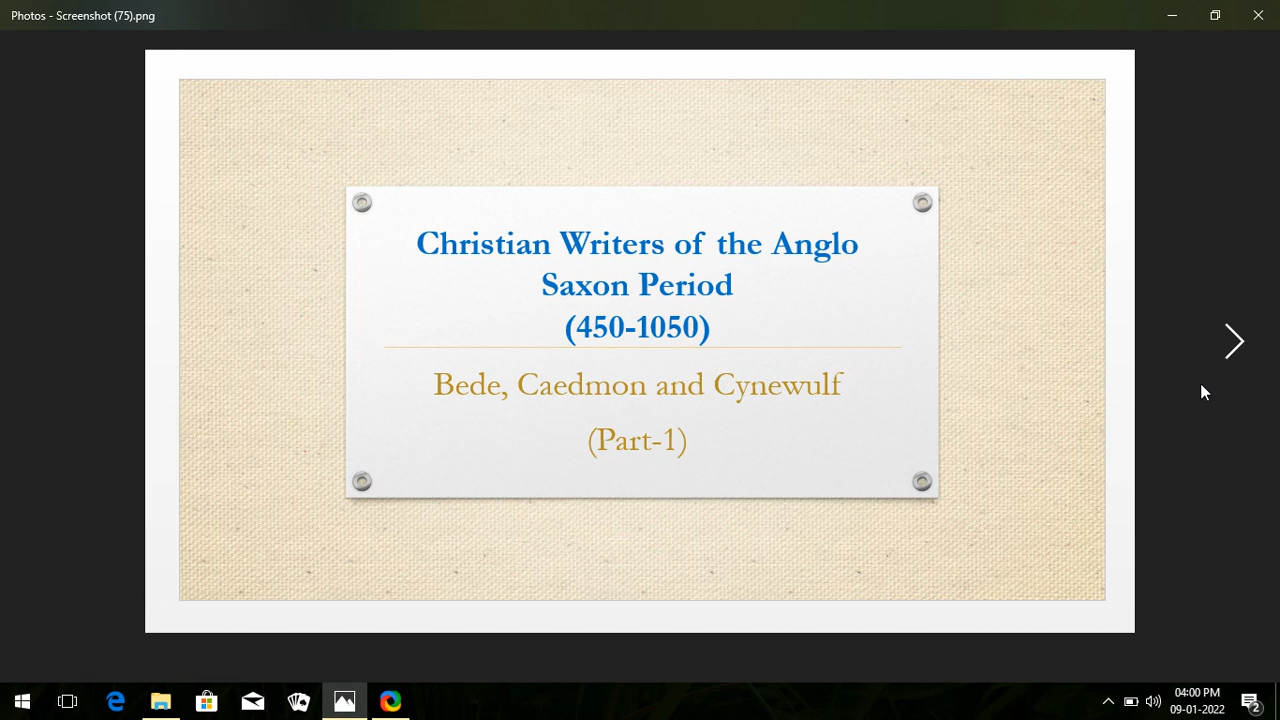 Photos - Screenshot (75).png
Christian Writers of the Anglo
Saxon Period
(450-1050)
Bede, Caedmon and Cynewulf
(Part-1)
04:00 PM
09-01-2022
2